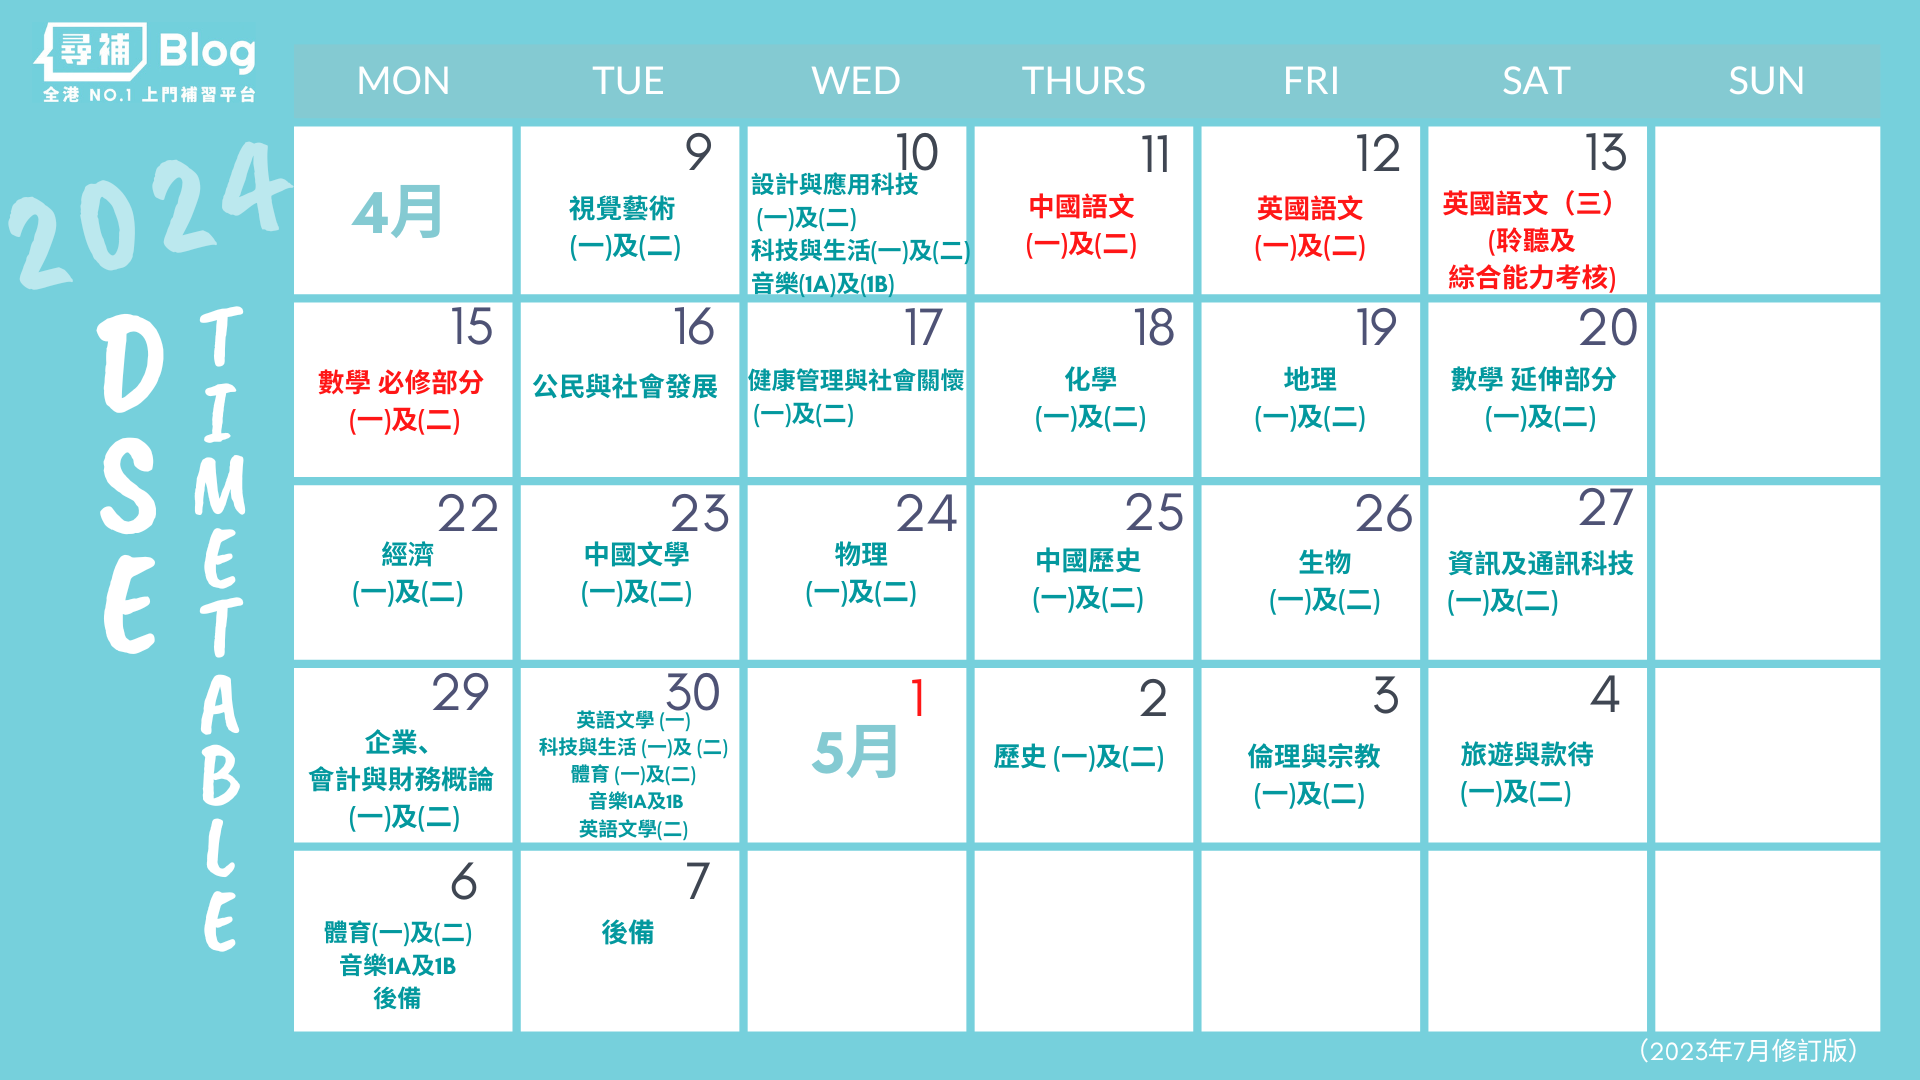 尋補 Blog
全港 NO.1 上門補習平台
2024
DSE
TIMETABLE
MON TUE WED THURS FRI SAT SUN
4月
9
視覺藝術
(一)及(二)
10
設計與應用科技
(一)及(二)
科技與生活(一)及(二)
音樂(1A)及(1B)
11
中國語文
(一)及(二)
12
英國語文
(一)及(二)
13
英國語文（三）
(聆聽及
綜合能力考核)
15
數學 必修部分
(一)及(二)
16
公民與社會發展
17
健康管理與社會關懷
(一)及(二)
18
化學
(一)及(二)
19
地理
(一)及(二)
20
數學 延伸部分
(一)及(二)
22
經濟
(一)及(二)
23
中國文學
(一)及(二)
24
物理
(一)及(二)
25
中國歷史
(一)及(二)
26
生物
(一)及(二)
27
資訊及通訊科技
(一)及(二)
29
企業、
會計與財務概論
(一)及(二)
30
英語文學 (一)
科技與生活 (一)及 (二)
體育 (一)及(二)
音樂1A及1B
英語文學(二)
1
5月
2
歷史 (一)及(二)
3
倫理與宗教
(一)及(二)
4
旅遊與款待
(一)及(二)
6
體育(一)及(二)
音樂1A及1B
後備
7
後備
（2023年7月修訂版）